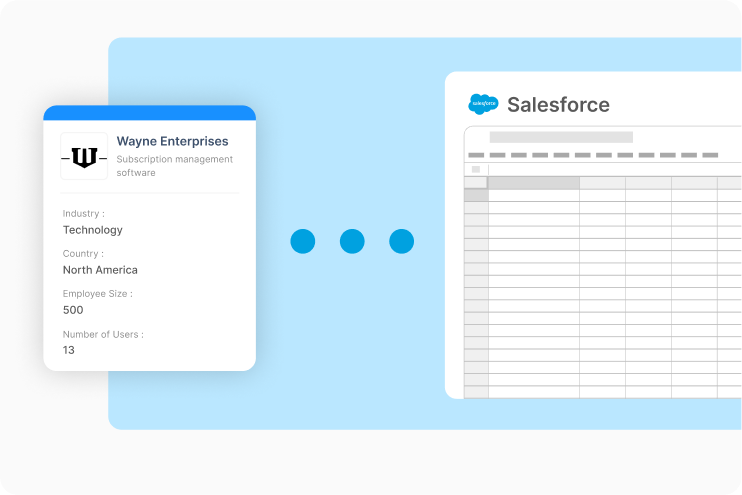 Wayne Enterprises
Subscription management
software
Industry :
Technology
Country :
North America
Employee Size :
500
Number of Users :
13
salesforce
Salesforce